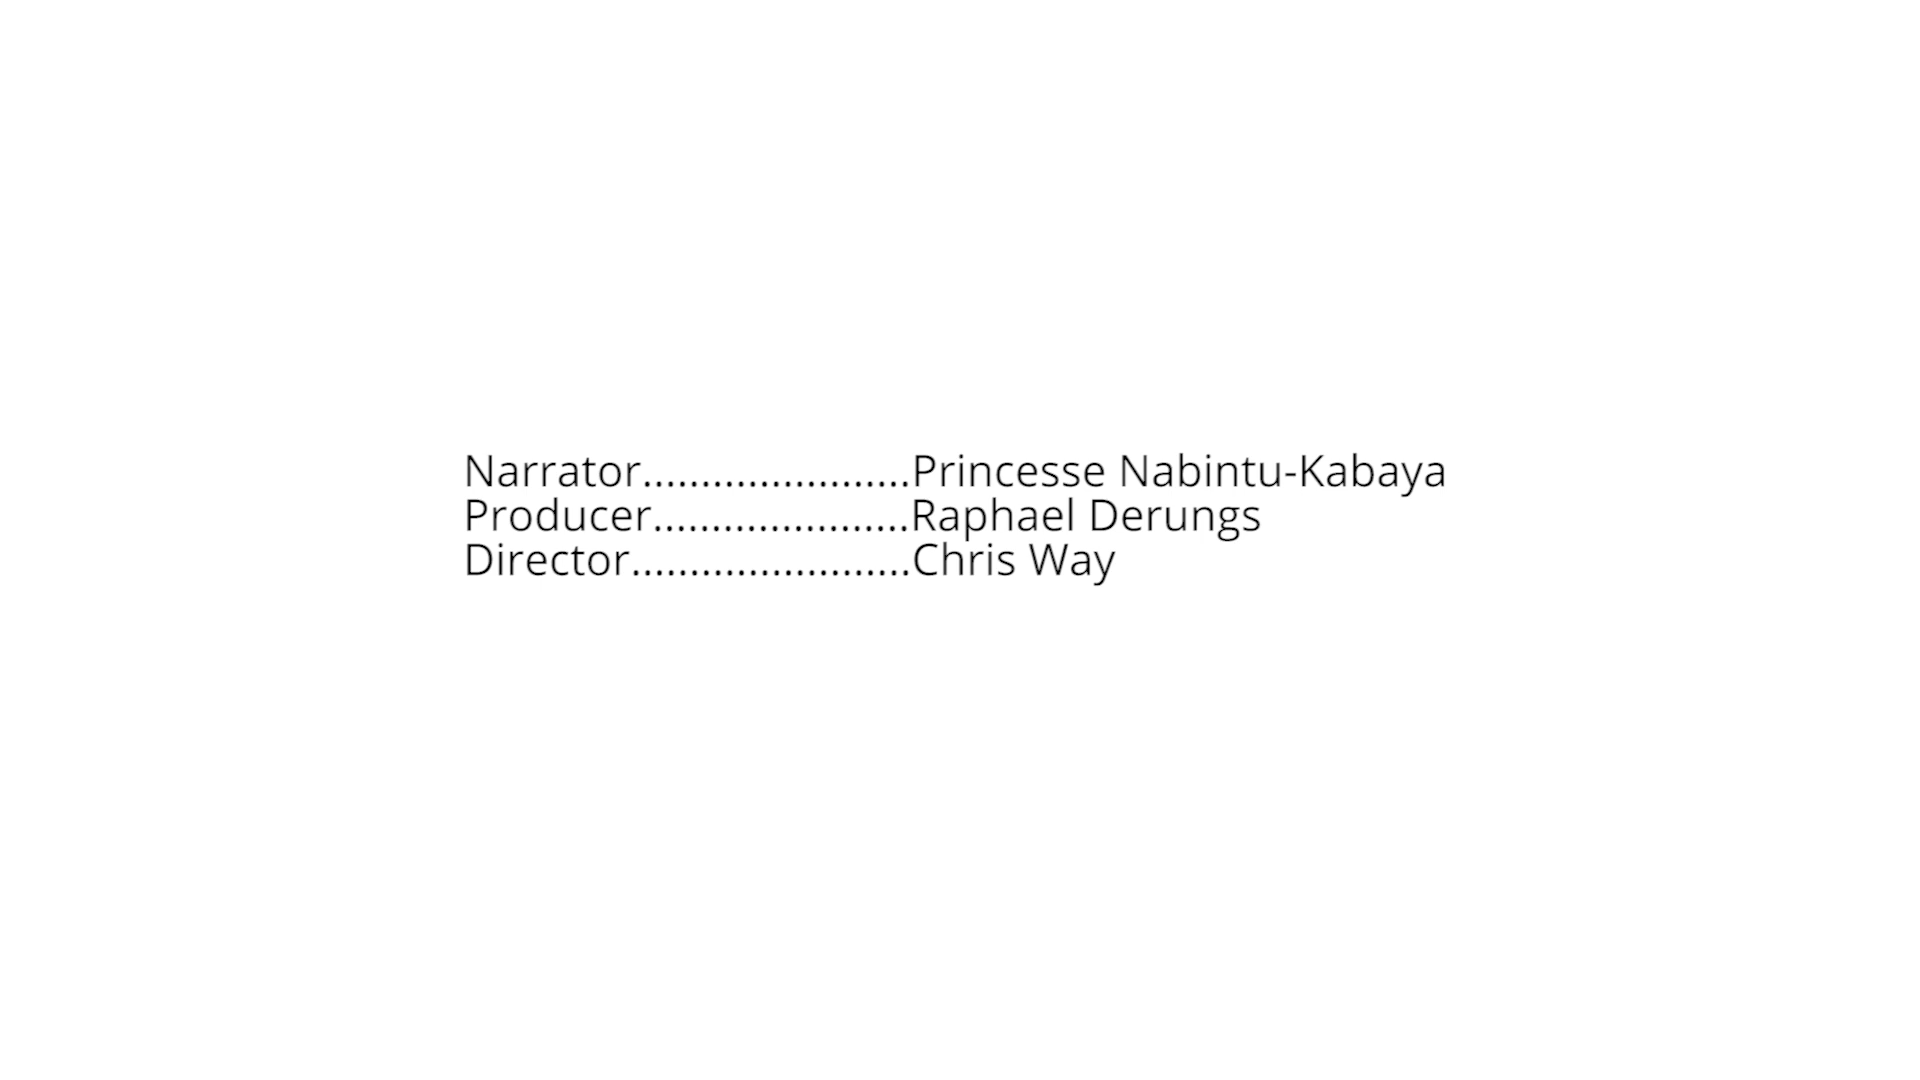 Narrator.......................Princesse Nabintu-Kabaya
Producer......................Raphael Derungs
Director........................Chris Way